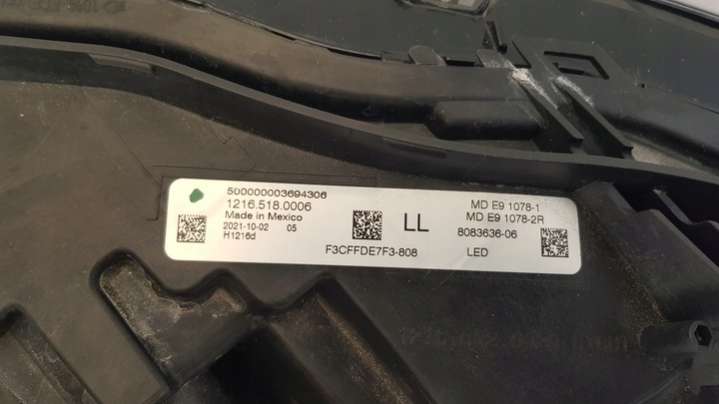 500000003694306
1216.518.0006
Made in Mexico
2021-10-02 05
H1216d
LL
F3CFFDE7F3-808
MD E9 1078-1
MD E9 1078-2R
8083636-06
LED